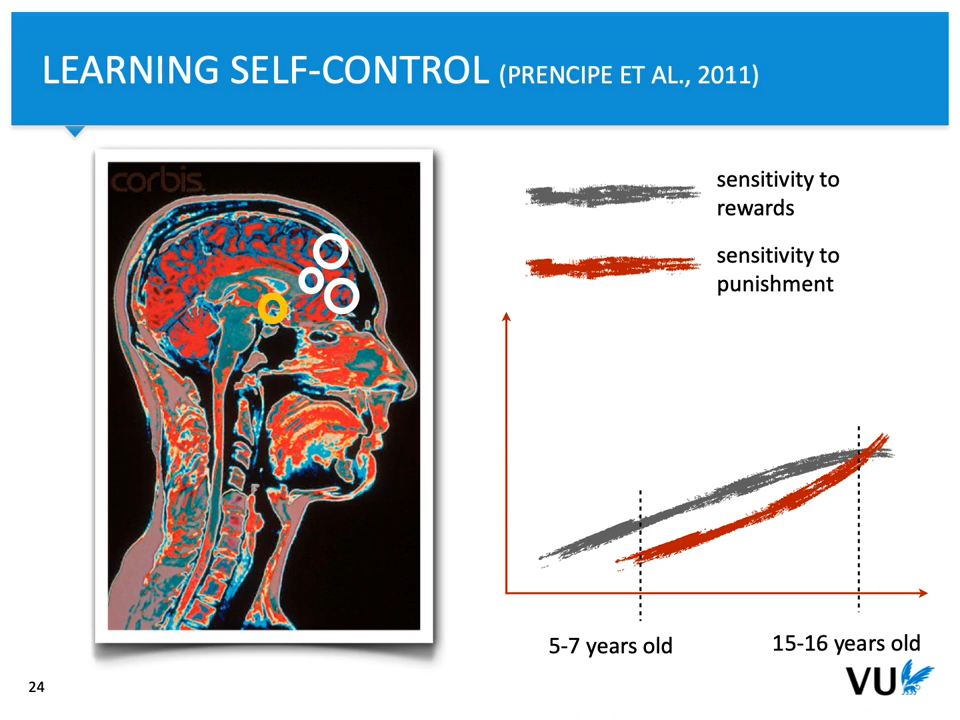 LEARNING SELF-CONTROL (PRENCIPE ET AL., 2011)
corbis.
sensitivity to
rewards
sensitivity to
punishment
5-7 years old
15-16 years old
24
VU